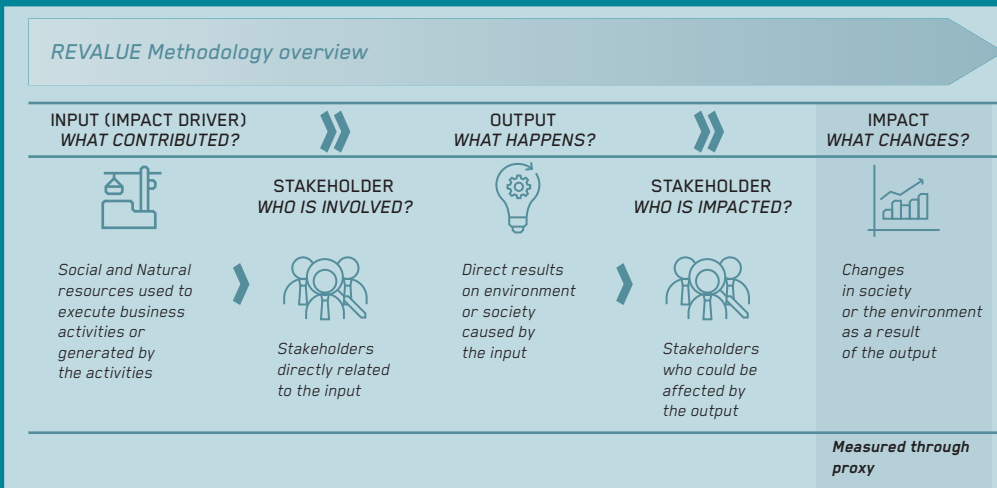 REVALUE Methodology overview
INPUT (IMPACT DRIVER)
WHAT CONTRIBUTED?
OUTPUT
WHAT HAPPENS?
IMPACT
WHAT CHANGES?
STAKEHOLDER
WHO IS INVOLVED?
STAKEHOLDER
WHO IS IMPACTED?
Social and Natural
resources used to
execute business
activities or
generated by
the activities
Stakeholders
directly related
to the input
Direct results
on environment
or society
caused by
the input
Stakeholders
who could be
affected by
the output
Changes
in society
or the environment
as a result
of the output
Measured through
proxy